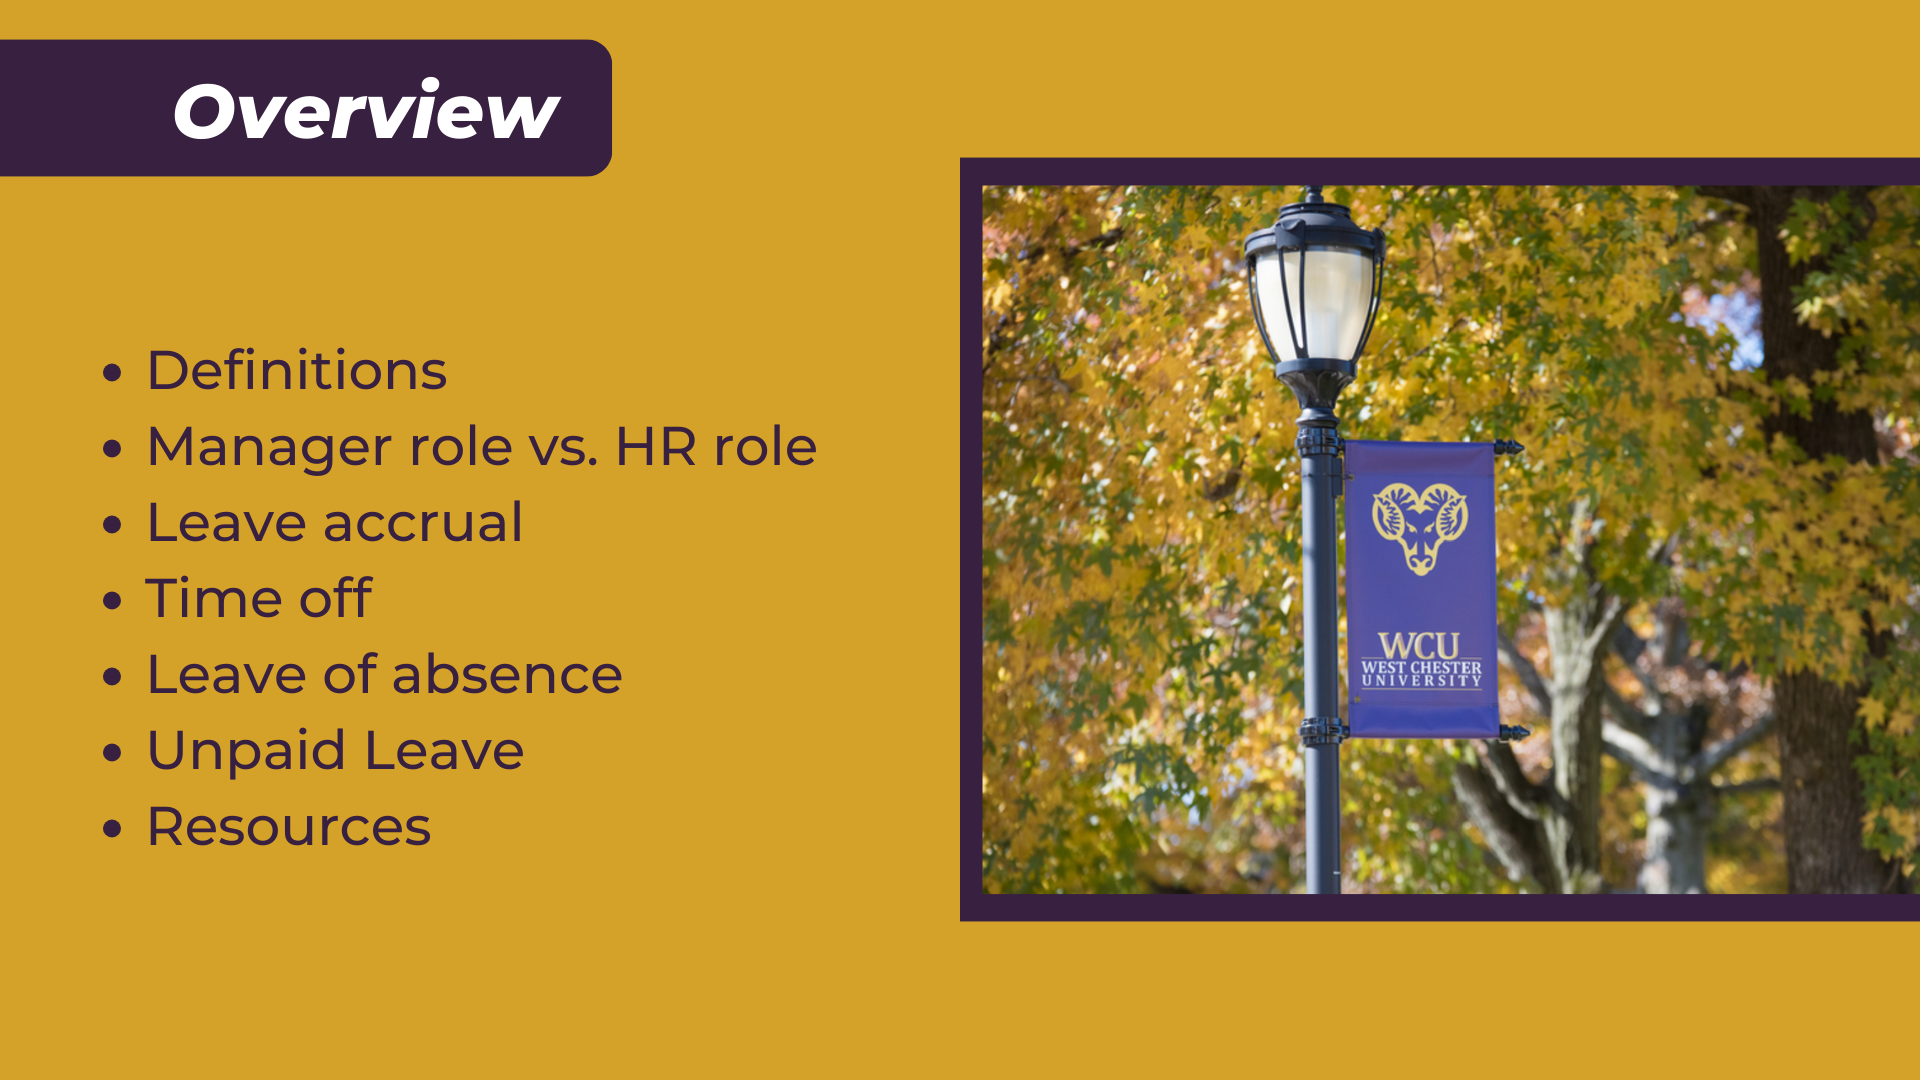 Overview
• Definitions
• Manager role vs. HR role
• Leave accrual
• Time off
• Leave of absence
• Unpaid Leave
• Resources
WCU
WEST CHESTER
UNIVERSITY